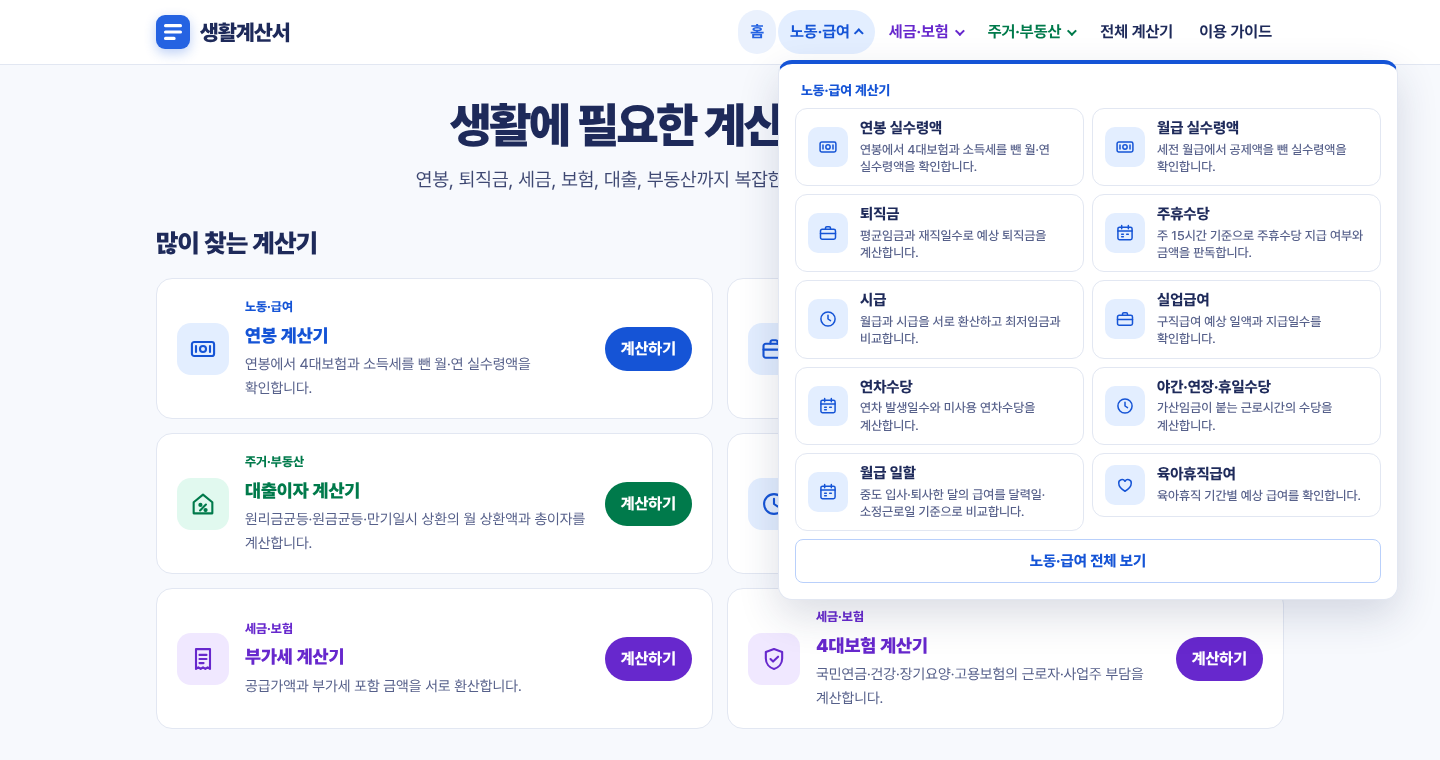 생활계산서
홈
노동·급여
세금·보험
주거·부동산
전체 계산기
이용 가이드
생활에 필요한 계산
연봉, 퇴직금, 세금, 보험, 대출, 부동산까지 복잡한
많이 찾는 계산기
노동·급여
연봉 계산기
연봉에서 4대보험과 소득세를 뺀 월·연 실수령액을
확인합니다.
계산하기
주거·부동산
대출이자 계산기
원리금균등·원금균등·만기일시 상환의 월 상환액과 총이자를
계산합니다.
계산하기
세금·보험
부가세 계산기
공급가액과 부가세 포함 금액을 서로 환산합니다.
계산하기
세금·보험
4대보험 계산기
국민연금·건강·장기요양·고용보험의 근로자·사업주 부담을
계산합니다.
계산하기
노동·급여 계산기
연봉 실수령액
연봉에서 4대보험과 소득세를 뺀 월·연
실수령액을 확인합니다.
월급 실수령액
세전 월급에서 공제액을 뺀 실수령액을
확인합니다.
퇴직금
평균임금과 재직일수로 예상 퇴직금을
계산합니다.
주휴수당
주 15시간 기준으로 주휴수당 지급 여부와
금액을 판독합니다.
시급
월급과 시급을 서로 환산하고 최저임금과
비교합니다.
실업급여
구직급여 예상 일액과 지급일수를
확인합니다.
연차수당
연차 발생일수와 미사용 연차수당을
계산합니다.
야간·연장·휴일수당
가산임금이 붙는 근로시간의 수당을
계산합니다.
월급 일할
중도 입사·퇴사한 달의 급여를 달력일·
소정근로일 기준으로 비교합니다.
육아휴직급여
육아휴직 기간별 예상 급여를 확인합니다.
노동·급여 전체 보기